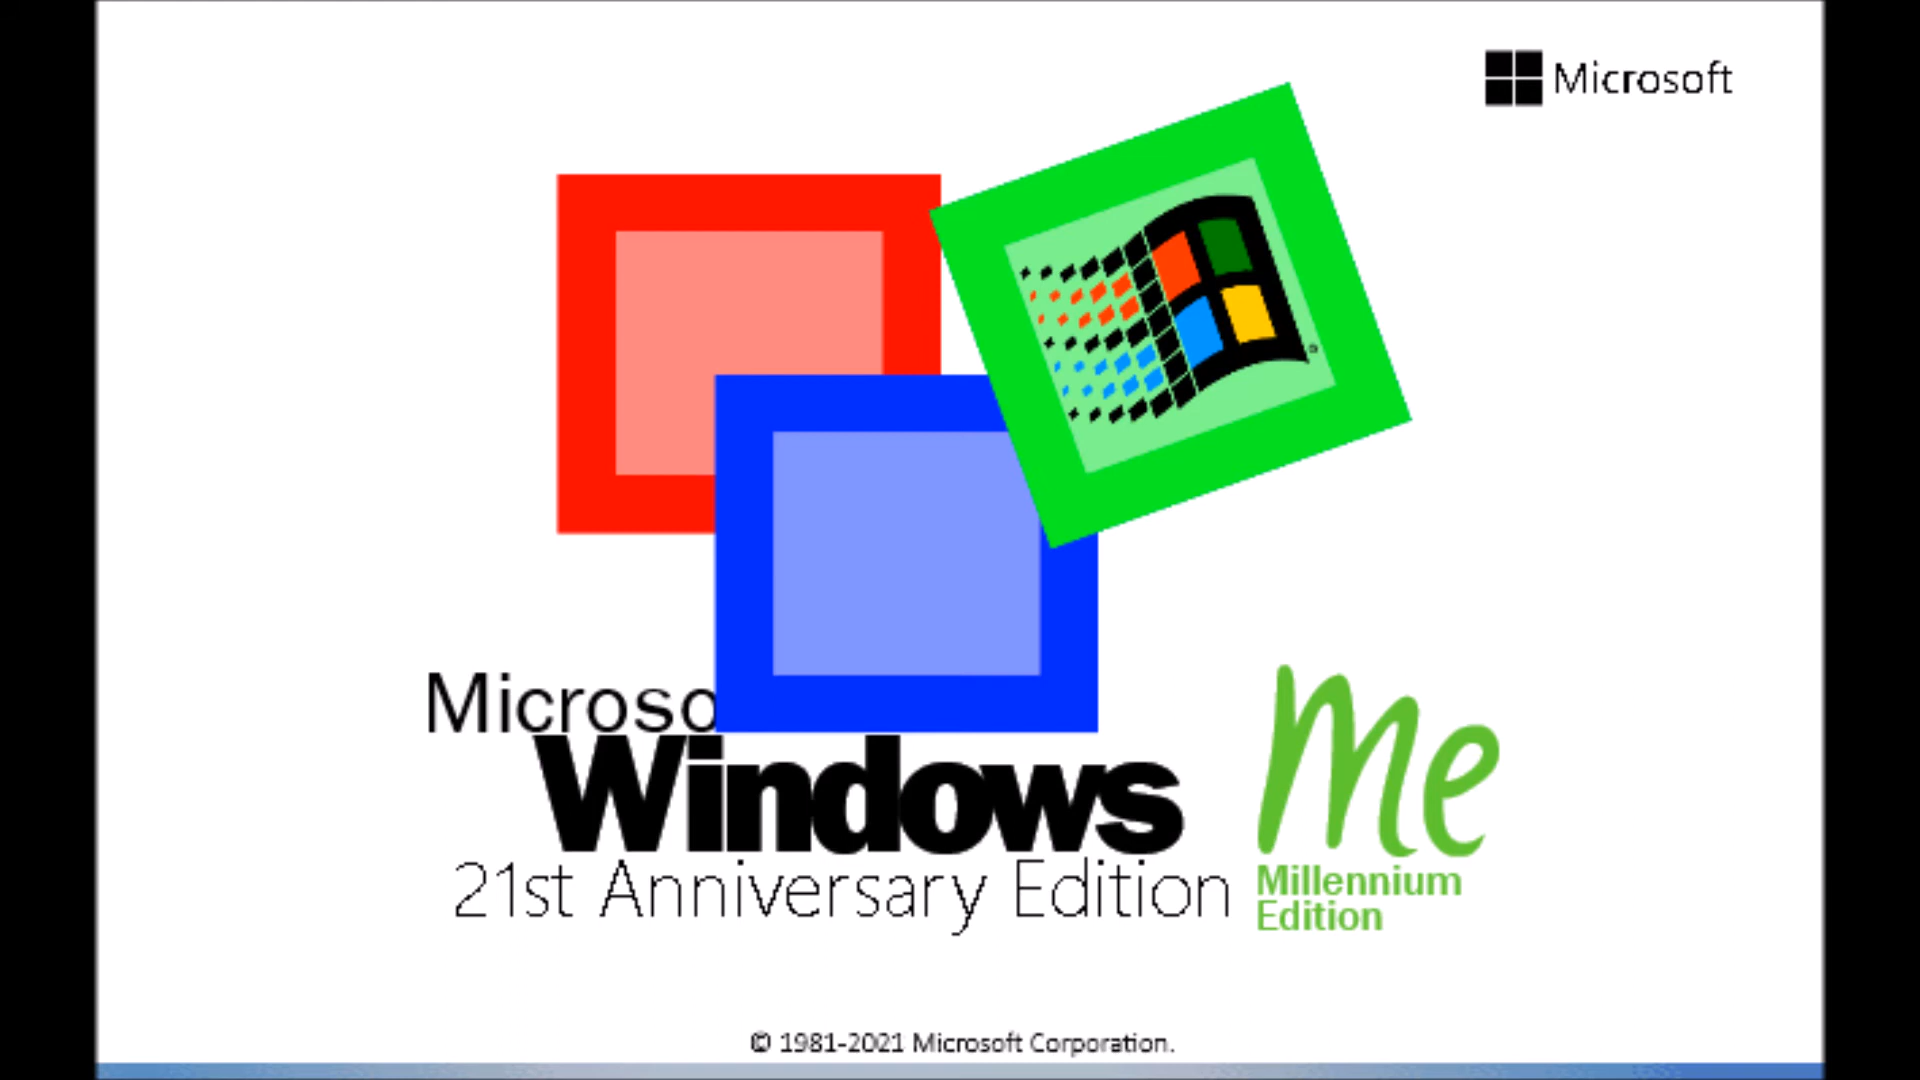 Microsoft
Microso
Windows
21st Anniversary Edition
Me
Millennium
Edition
© 1981-2021 Microsoft Corporation.